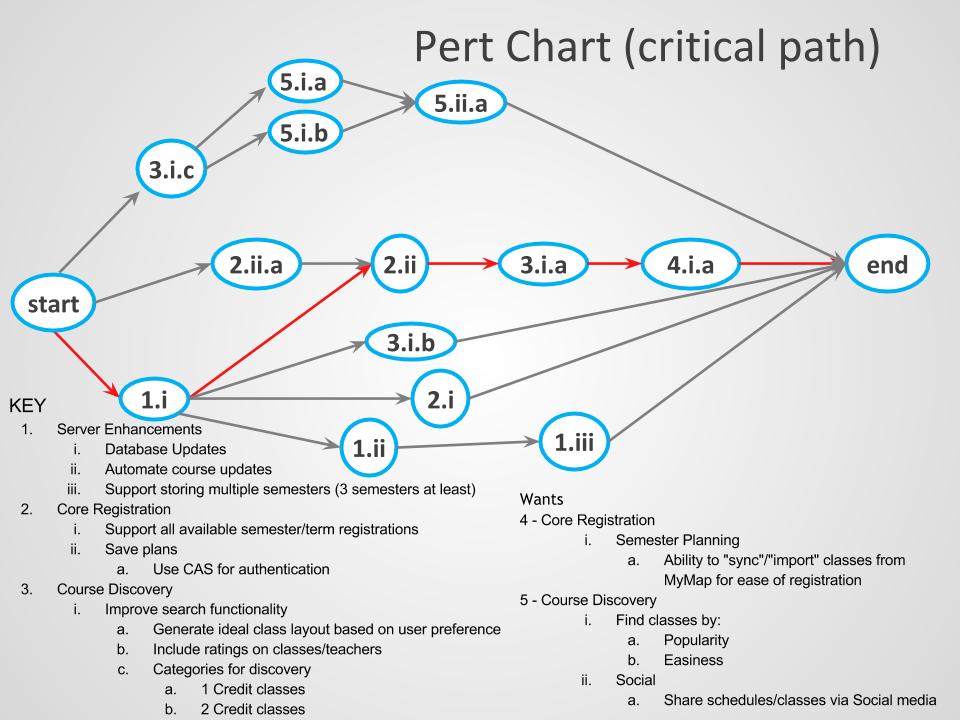 Pert Chart (critical path)
5.i.a
5.ii.a
5.i.b
3.i.c
2.ii.a
2.ii
3.i.a
4.i.a
end
start
3.i.b
1.i
2.i
1.ii
1.iii
KEY
1. Server Enhancements
i. Database Updates
ii. Automate course updates
iii. Support storing multiple semesters (3 semesters at least)
2. Core Registration
i. Support all available semester/term registrations
ii. Save plans
a. Use CAS for authentication
3. Course Discovery
i. Improve search functionality
a. Generate ideal class layout based on user preference
b. Include ratings on classes/teachers
c. Categories for discovery
a. 1 Credit classes
b. 2 Credit classes
Wants
4 - Core Registration
i. Semester Planning
a. Ability to "sync"/"import" classes from
MyMap for ease of registration
5 - Course Discovery
i. Find classes by:
a. Popularity
b. Easiness
ii. Social
a. Share schedules/classes via Social media